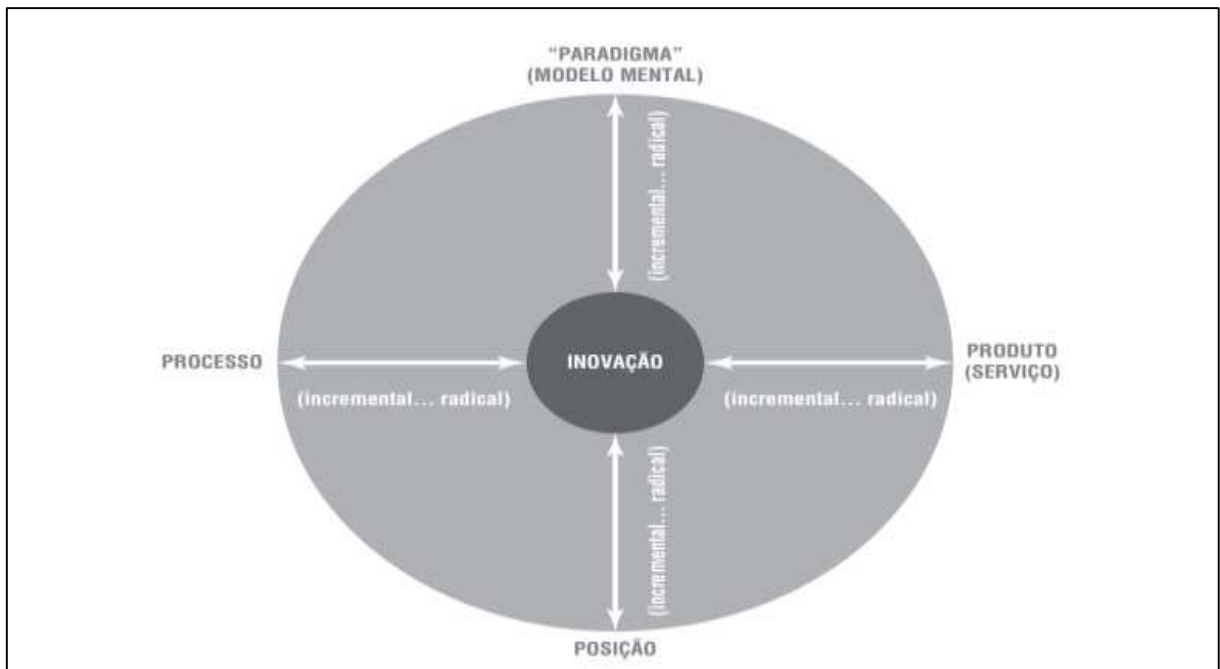 “PARADIGMA”
(MODELO MENTAL)
(incremental... radical)
PROCESSO
INOVAÇÃO
PRODUTO
(SERVIÇO)
(incremental... radical)
(incremental... radical)
(incremental... radical)
POSIÇÃO